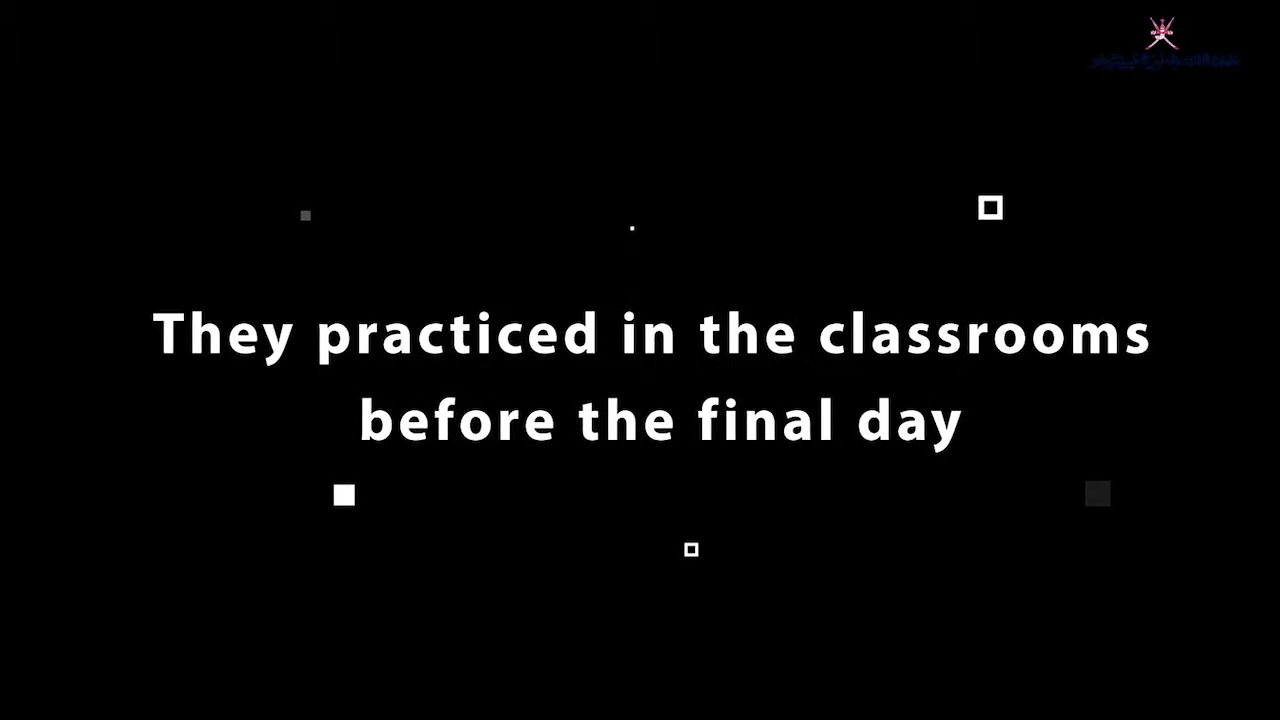 They practiced in the classrooms
before the final day